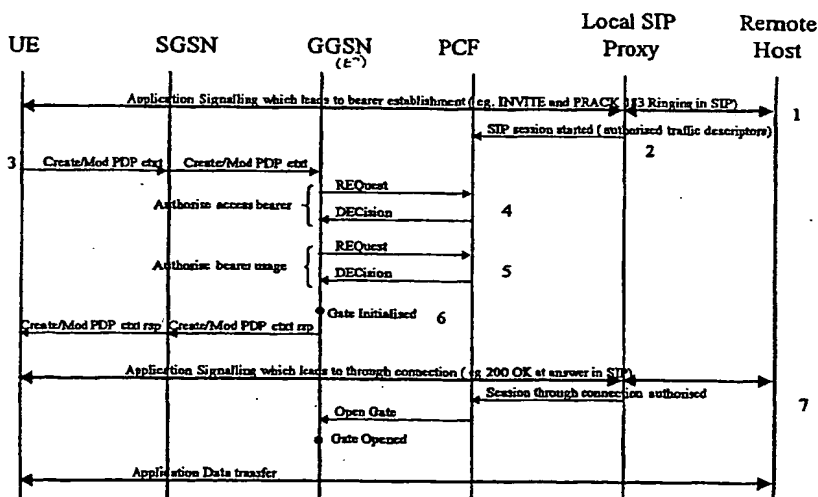 UE SGSN GGSN PCF Local SIP Proxy Remote Host
Application Signalling which leads to bearer establishment ( eg. INVITE and PRACK 183 Ringing in SIP)
1
SIP session started ( authorised traffic descriptors)
2
3 Create/Mod PDP ctxt Create/Mod PDP ctxt
REQuest
Authorise access bearer
DECision
4
REQuest
Authorise bearer usage
DECision
5
Gate Initialised 6
Create/Mod PDP ctxt rsp Create/Mod PDP ctxt rsp
Application Signalling which leads to through connection ( eg 200 OK at answer in SIP)
Session through connection authorised
7
Open Gate
Gate Opened
Application Data transfer